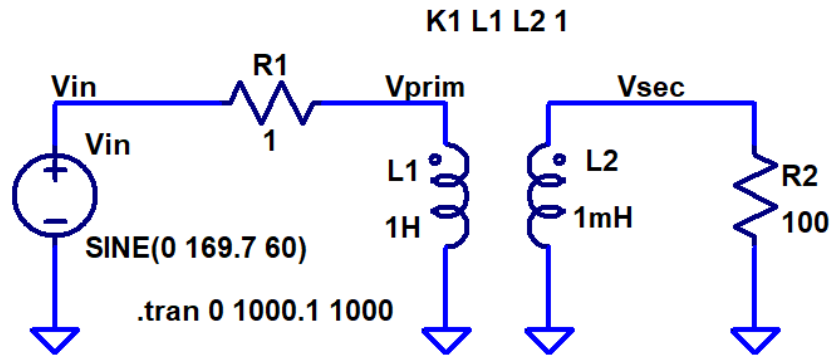 K1 L1 L2 1
R1
Vin
Vprim
Vsec
1
Vin
L1
L2
R2
1H
1mH
100
SINE(0 169.7 60)
.tran 0 1000.1 1000